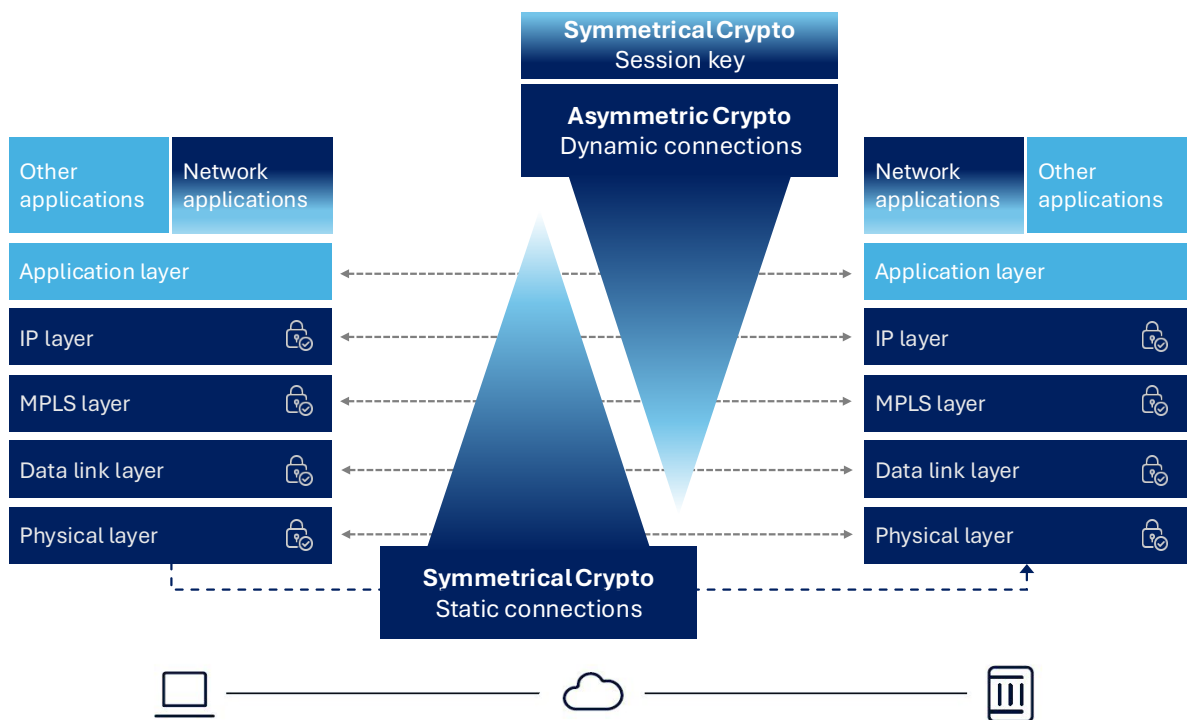 Symmetrical Crypto
Session key
Asymmetric Crypto
Dynamic connections
Other
applications
Network
applications
Application layer
IP layer
MPLS layer
Data link layer
Physical layer
Network
applications
Other
applications
Application layer
IP layer
MPLS layer
Data link layer
Physical layer
Symmetrical Crypto
Static connections